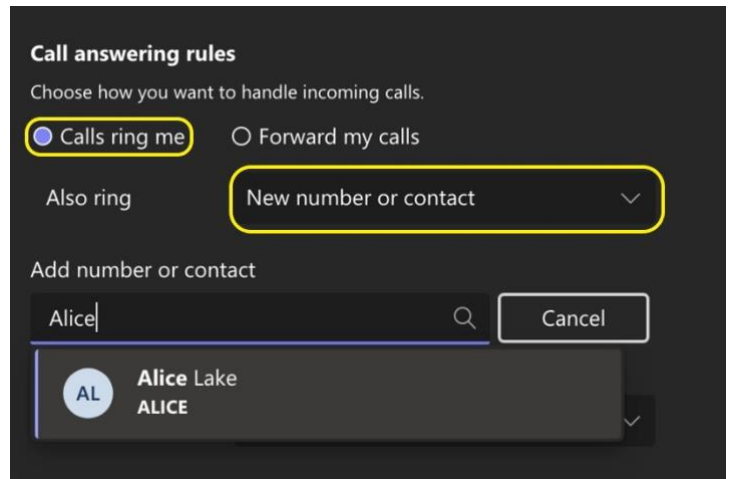 Call answering rules
Choose how you want to handle incoming calls.
Calls ring me Forward my calls
Also ring New number or contact
Add number or contact
Alice Cancel
AL Alice Lake
ALICE